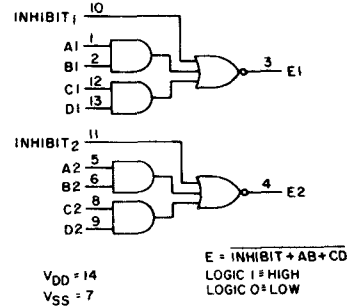 INHIBIT1 10
A1 1
B1 2
C1 12
D1 13
3 E1
INHIBIT2 11
A2 5
B2 6
C2 8
D2 9
4 E2
E = INHIBIT + AB + CD
VDD = 14
LOGIC 1 ≡ HIGH
VSS = 7
LOGIC 0 ≡ LOW